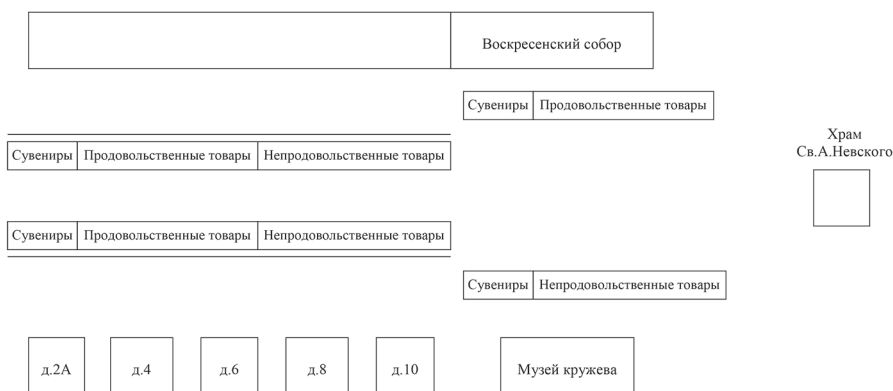 Воскресенский собор
Сувениры Продовольственные товары
Храм
Св.А.Невского
Сувениры Продовольственные товары Непродовольственные товары
Сувениры Продовольственные товары Непродовольственные товары
Сувениры Непродовольственные товары
д.2А д.4 д.6 д.8 д.10 Музей кружева